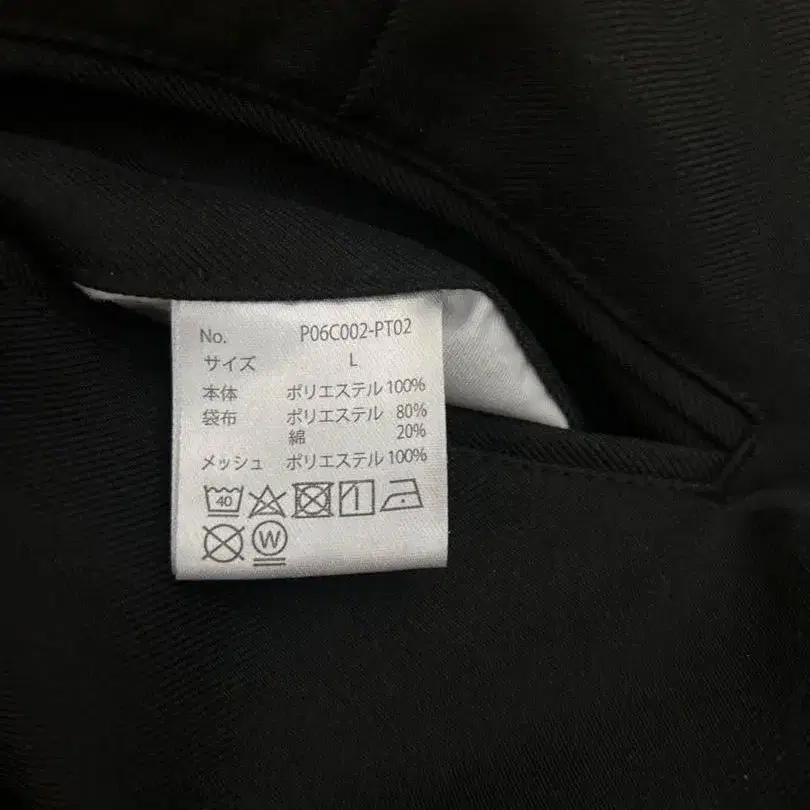 No. P06C002-PT02
サイズ L
本体 ポリエステル 100%
袋布 ポリエステル 80%
綿 20%
メッシュ ポリエステル 100%
40
W